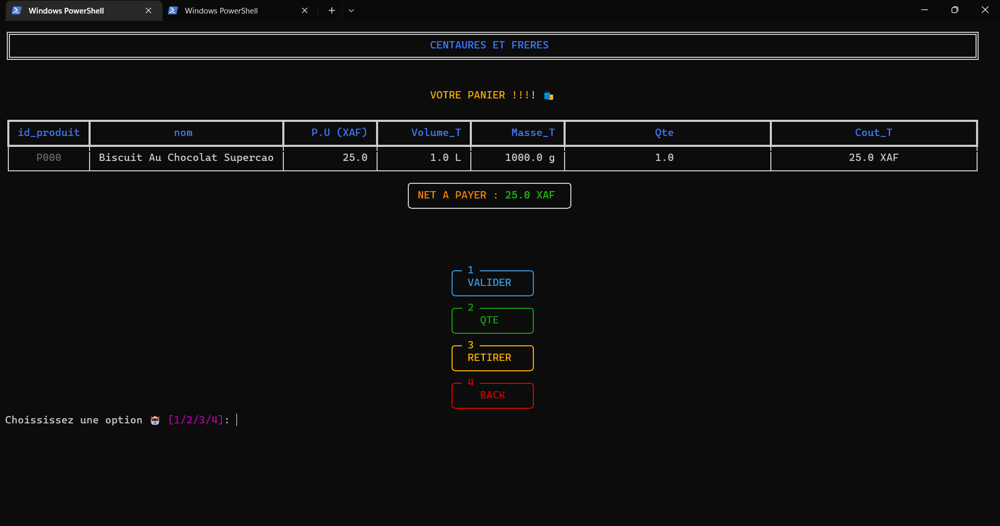 Windows PowerShell Windows PowerShell
CENTAURES ET FRERES
VOTRE PANIER !!!! 🛍️
id_produit nom P.U (XAF) Volume_T Masse_T Qte Cout_T
P000 Biscuit Au Chocolat Supercao 25.0 1.0 L 1000.0 g 1.0 25.0 XAF
NET A PAYER : 25.0 XAF
1
VALIDER
2
QTE
3
RETIRER
4
BACK
Choississez une option 🤖 [1/2/3/4]: